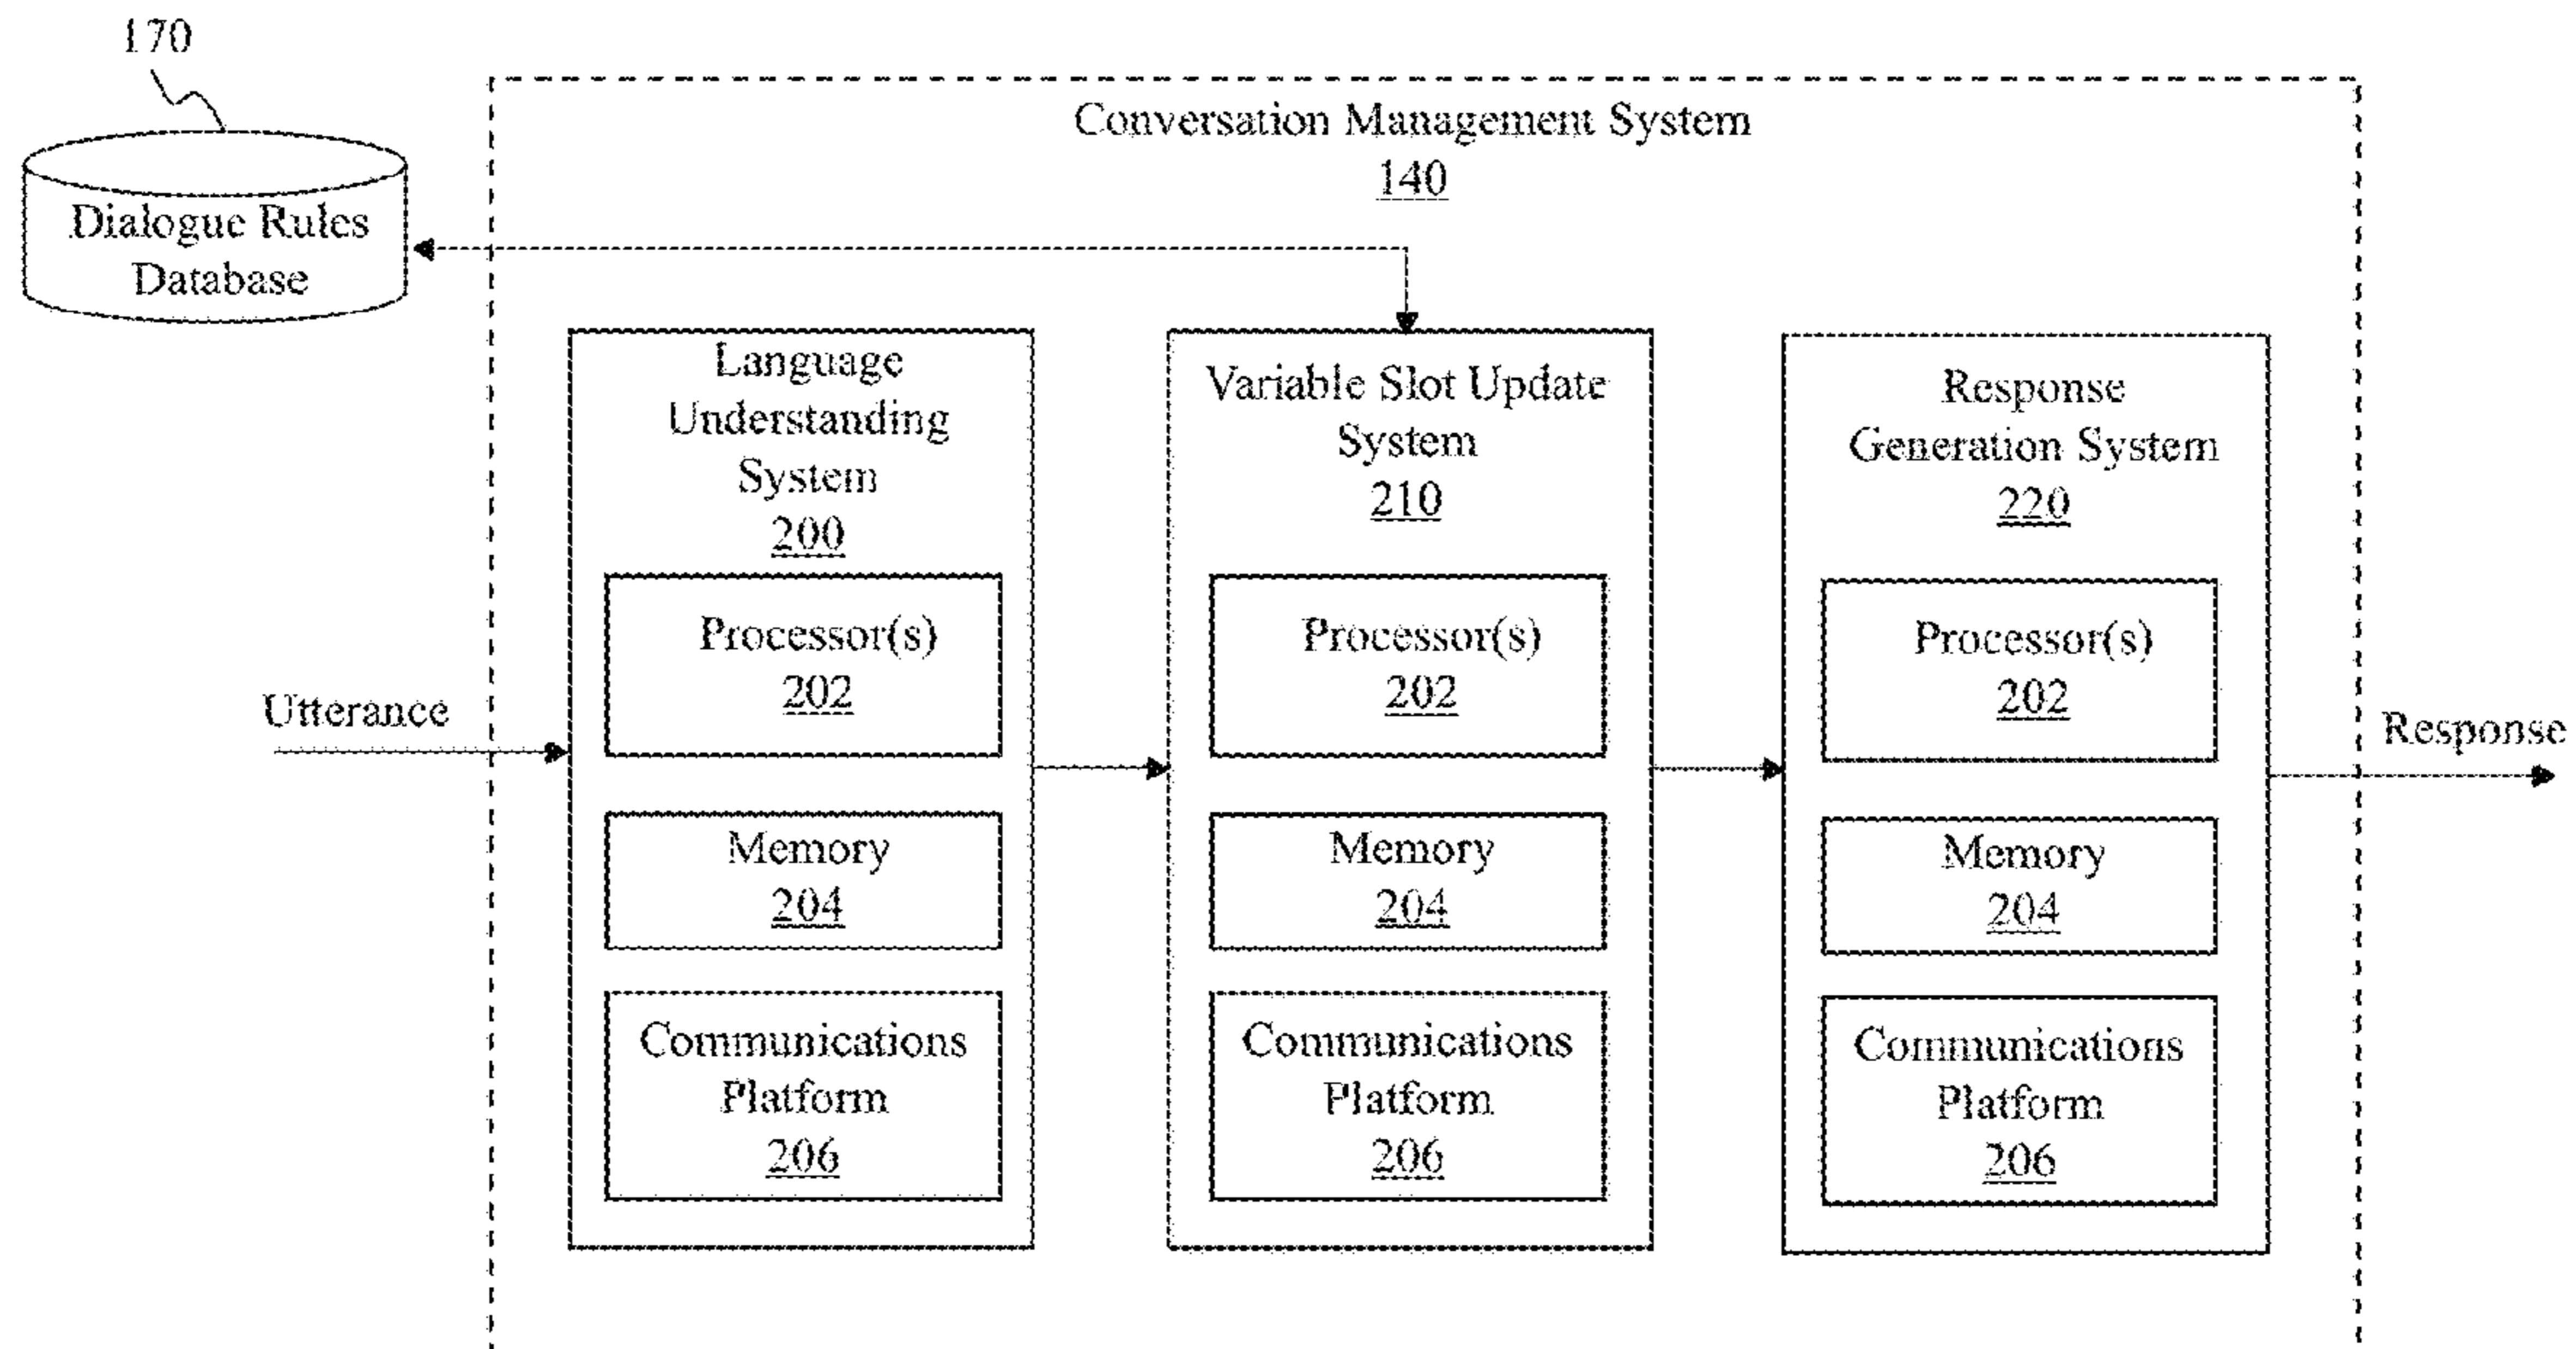 170
Dialogue Rules
Database
Conversation Management System
140
Utterance
Language
Understanding
System
200
Processor(s)
202
Memory
204
Communications
Platform
206
Variable Slot Update
System
210
Processor(s)
202
Memory
204
Communications
Platform
206
Response
Generation System
220
Processor(s)
202
Memory
204
Communications
Platform
206
Response